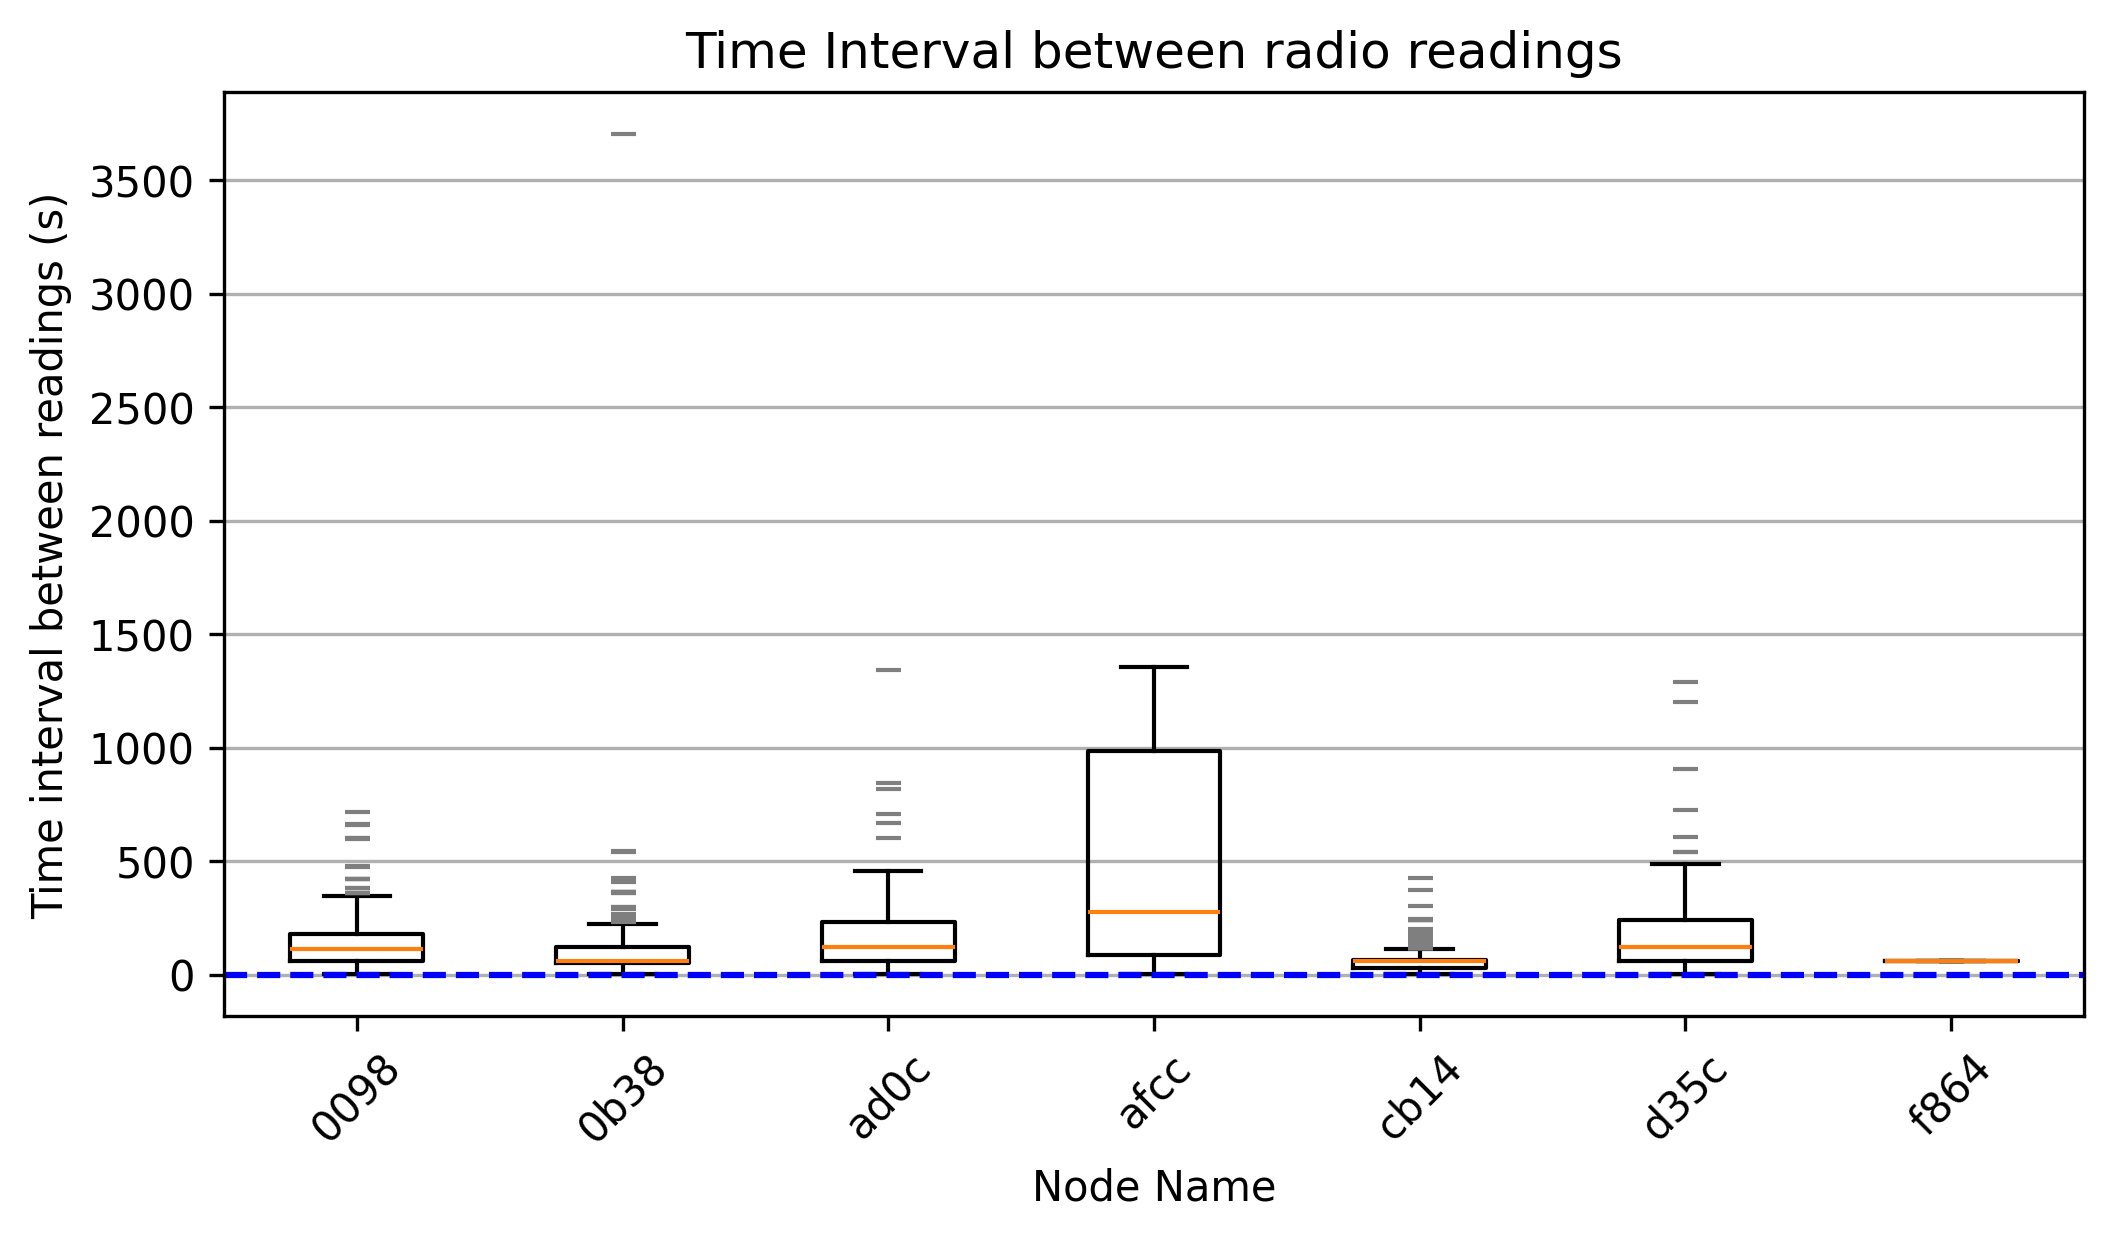 Time Interval between radio readings
Time interval between readings (s)
3500
3000
2500
2000
1500
1000
500
0
0098
0b38
ad0c
afcc
cb14
d35c
f864
Node Name